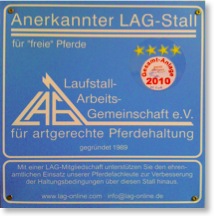 Anerkannter LAG-Stall
für "freie" Pferde
Gesamt-Anlage
2010
LAG
Laufstall-
Arbeits-
Gemeinschaft e.V.
für artgerechte Pferdehaltung
gegründet 1989
Mit einer LAG-Mitgliedschaft unterstützen Sie den ehren-
amtlichen Einsatz unserer Pferdefachleute zur Verbesserung
der Haltungsbedingungen über diesen Stall hinaus.
www.lag-online.com info@lag-online.de